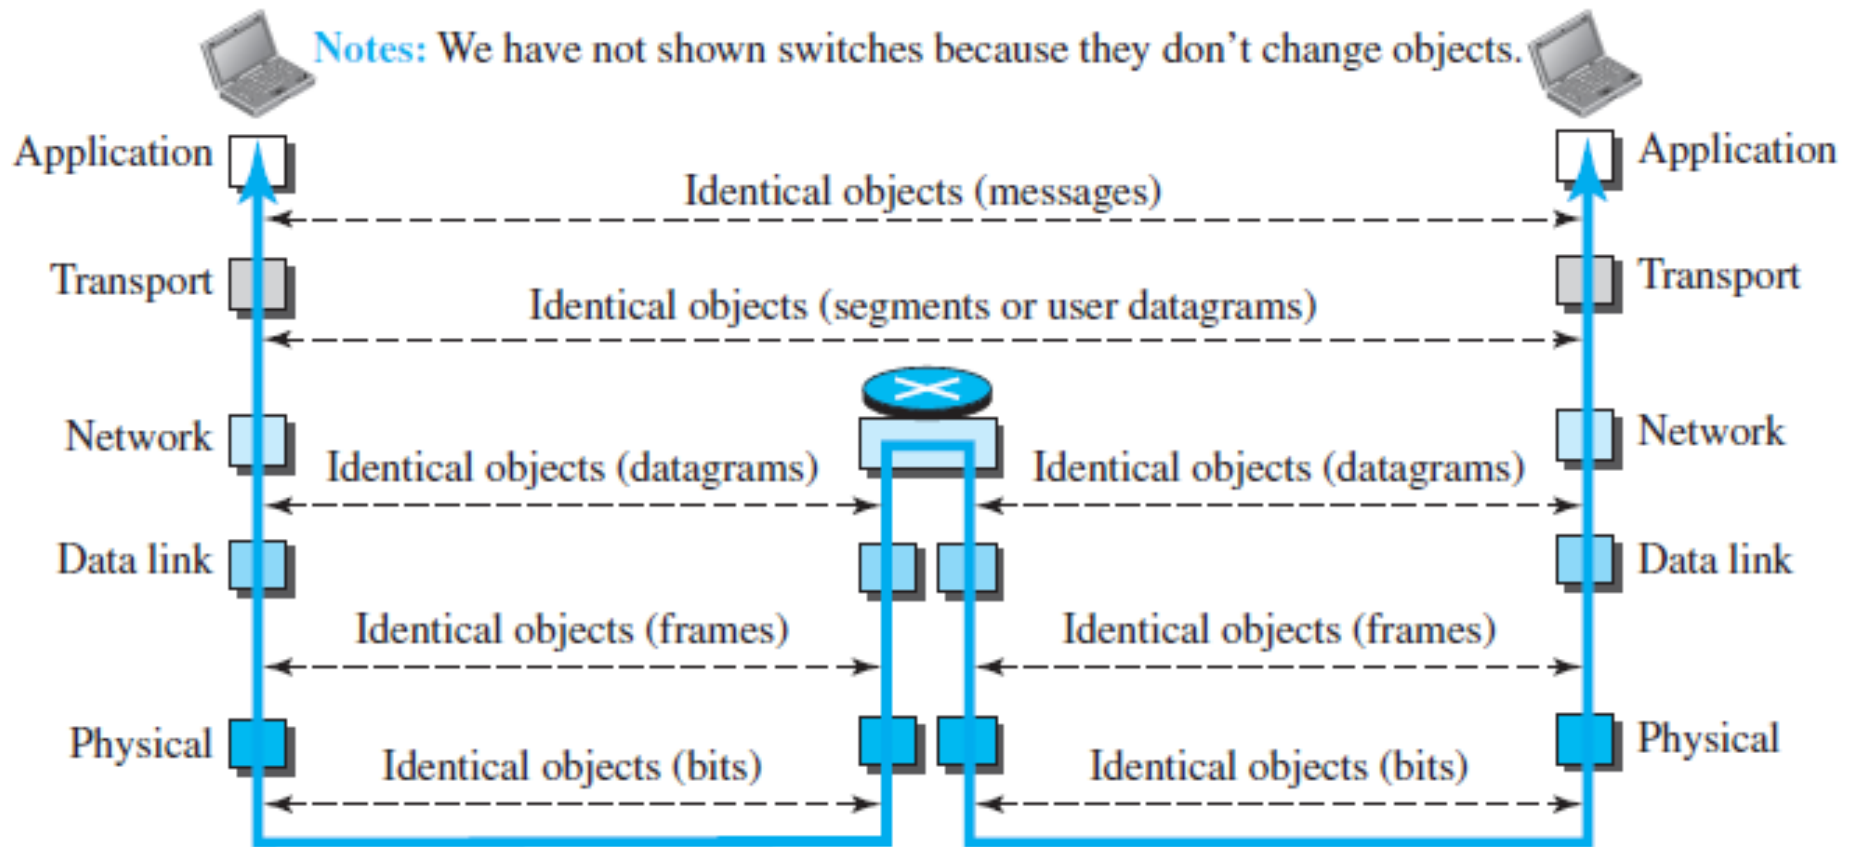 Notes: We have not shown switches because they don't change objects.
Application
Application
Identical objects (messages)
Transport
Transport
Identical objects (segments or user datagrams)
Network
Network
Identical objects (datagrams)
Identical objects (datagrams)
Data link
Data link
Identical objects (frames)
Identical objects (frames)
Physical
Physical
Identical objects (bits)
Identical objects (bits)